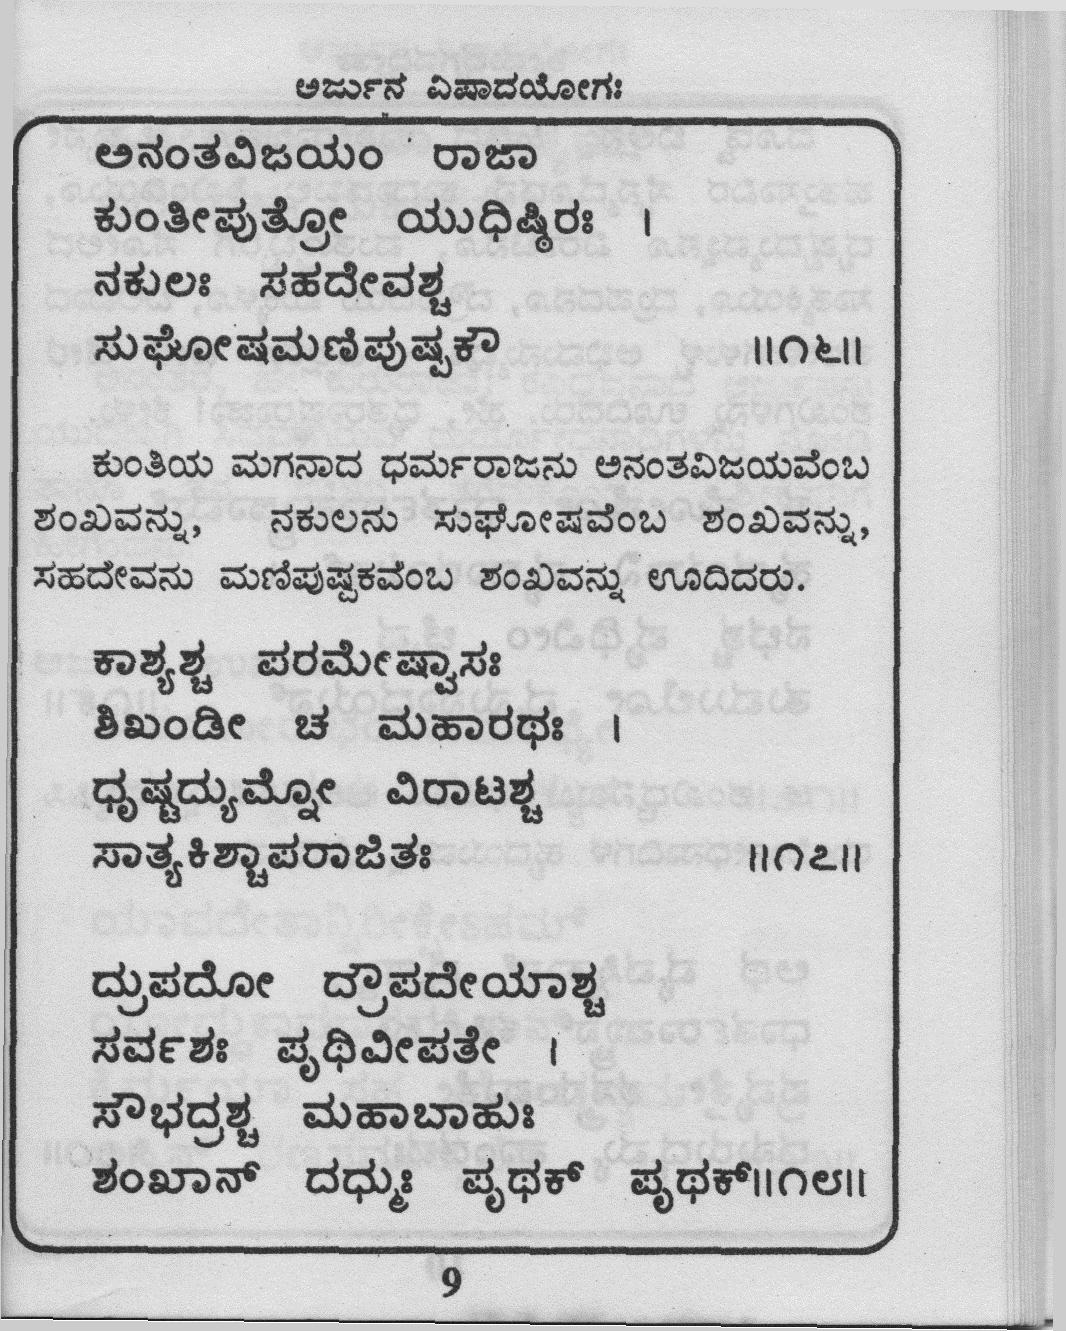 ಅರ್ಜುನ ವಿಷಾದಯೋಗಃ
ಅನಂತವಿಜಯಂ ರಾಜಾ
ಕುಂತೀಪುತ್ರೋ ಯುಧಿಷ್ಠಿರಃ ।
ನಕುಲಃ ಸಹದೇವಶ್ಚ
ಸುಘೋಷಮಣಿಪುಷ್ಪಕೌ ॥೧೬॥
ಕುಂತಿಯ ಮಗನಾದ ಧರ್ಮರಾಜನು ಅನಂತವಿಜಯವೆಂಬ
ಶಂಖವನ್ನು, ನಕುಲನು ಸುಘೋಷವೆಂಬ ಶಂಖವನ್ನು,
ಸಹದೇವನು ಮಣಿಪುಷ್ಪಕವೆಂಬ ಶಂಖವನ್ನು ಊದಿದರು.
ಕಾಶ್ಯಶ್ಚ ಪರಮೇಷ್ವಾಸಃ
ಶಿಖಂಡೀ ಚ ಮಹಾರಥಃ ।
ಧೃಷ್ಟದ್ಯುಮ್ನೋ ವಿರಾಟಶ್ಚ
ಸಾತ್ಯಕಿಶ್ಚಾಪರಾಜಿತಃ ॥೧೭॥
ದ್ರುಪದೋ ದ್ರೌಪದೇಯಾಶ್ಚ
ಸರ್ವಶಃ ಪೃಥಿವೀಪತೇ ।
ಸೌಭದ್ರಶ್ಚ ಮಹಾಬಾಹುಃ
ಶಂಖಾನ್ ದಧ್ಮುಃ ಪೃಥಕ್ ಪೃಥಕ್॥೧೮॥
9